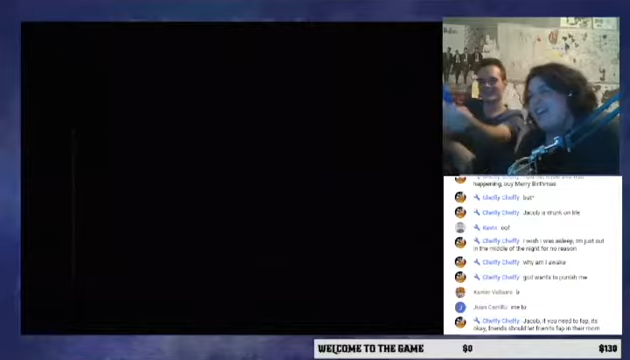 happening, say Merry Birthmas
Cheffy Cheffy but*
Cheffy Cheffy Jacob is drunk on life
Kevin oof
Cheffy Cheffy I wish I was asleep, im just out
in the middle of the night for no reason
Cheffy Cheffy why am I awake
Cheffy Cheffy god wants to punish me
Juan Castillo me to
Cheffy Cheffy Jacob, if you need to fap, its
okay, friends should let friends fap in their room
WELCOME TO THE GAME $0 $130